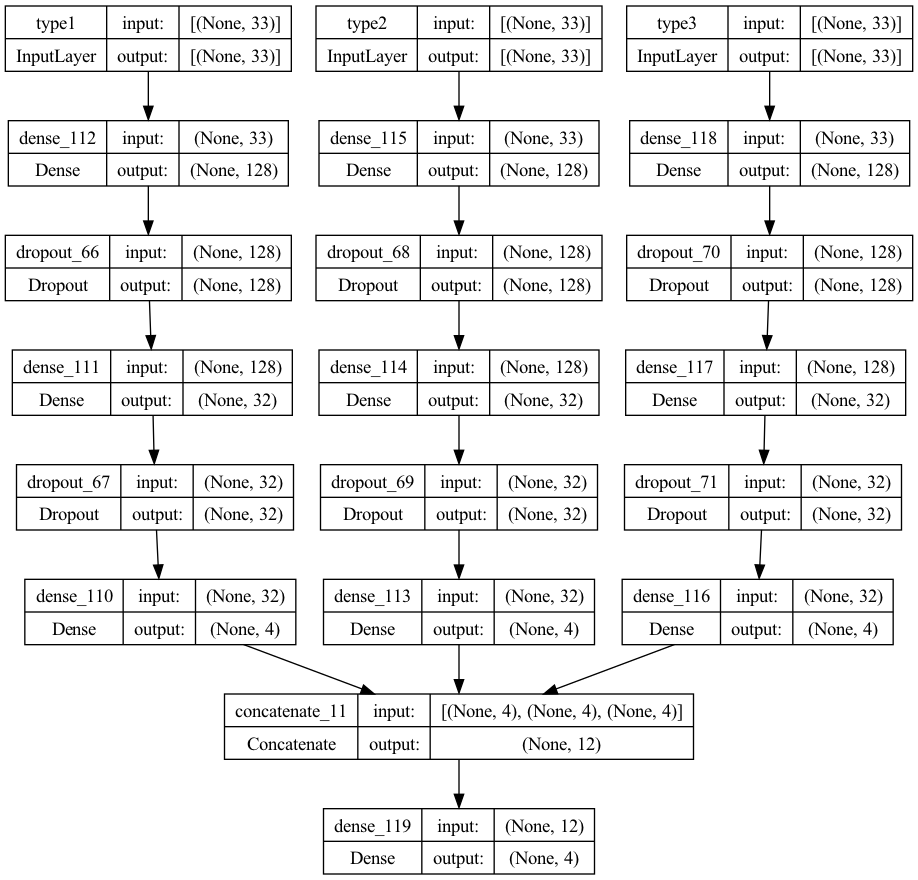 type1 input: [(None, 33)]
InputLayer output: [(None, 33)]
type2 input: [(None, 33)]
InputLayer output: [(None, 33)]
type3 input: [(None, 33)]
InputLayer output: [(None, 33)]
dense_112 input: (None, 33)
Dense output: (None, 128)
dense_115 input: (None, 33)
Dense output: (None, 128)
dense_118 input: (None, 33)
Dense output: (None, 128)
dropout_66 input: (None, 128)
Dropout output: (None, 128)
dropout_68 input: (None, 128)
Dropout output: (None, 128)
dropout_70 input: (None, 128)
Dropout output: (None, 128)
dense_111 input: (None, 128)
Dense output: (None, 32)
dense_114 input: (None, 128)
Dense output: (None, 32)
dense_117 input: (None, 128)
Dense output: (None, 32)
dropout_67 input: (None, 32)
Dropout output: (None, 32)
dropout_69 input: (None, 32)
Dropout output: (None, 32)
dropout_71 input: (None, 32)
Dropout output: (None, 32)
dense_110 input: (None, 32)
Dense output: (None, 4)
dense_113 input: (None, 32)
Dense output: (None, 4)
dense_116 input: (None, 32)
Dense output: (None, 4)
concatenate_11 input: [(None, 4), (None, 4), (None, 4)]
Concatenate output: (None, 12)
dense_119 input: (None, 12)
Dense output: (None, 4)